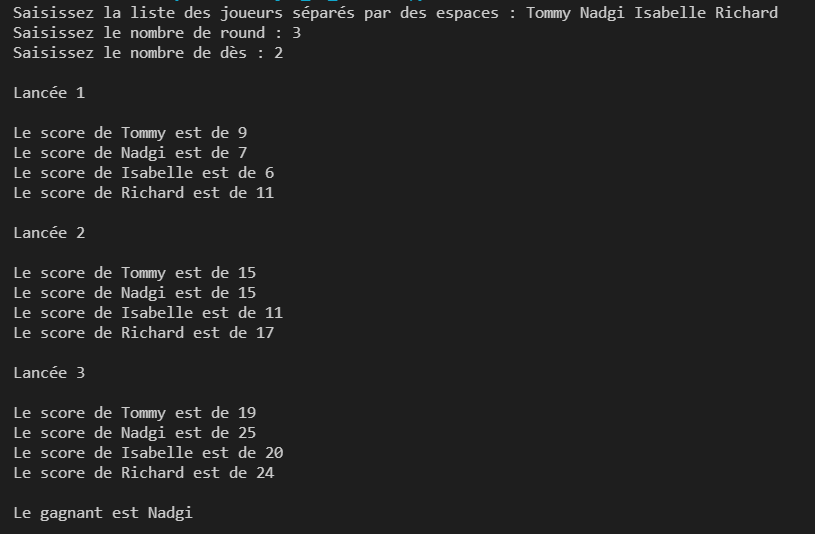 Saisissez la liste des joueurs séparés par des espaces : Tommy Nadgi Isabelle Richard
Saisissez le nombre de round : 3
Saisissez le nombre de dès : 2
Lancée 1
Le score de Tommy est de 9
Le score de Nadgi est de 7
Le score de Isabelle est de 6
Le score de Richard est de 11
Lancée 2
Le score de Tommy est de 15
Le score de Nadgi est de 15
Le score de Isabelle est de 11
Le score de Richard est de 17
Lancée 3
Le score de Tommy est de 19
Le score de Nadgi est de 25
Le score de Isabelle est de 20
Le score de Richard est de 24
Le gagnant est Nadgi